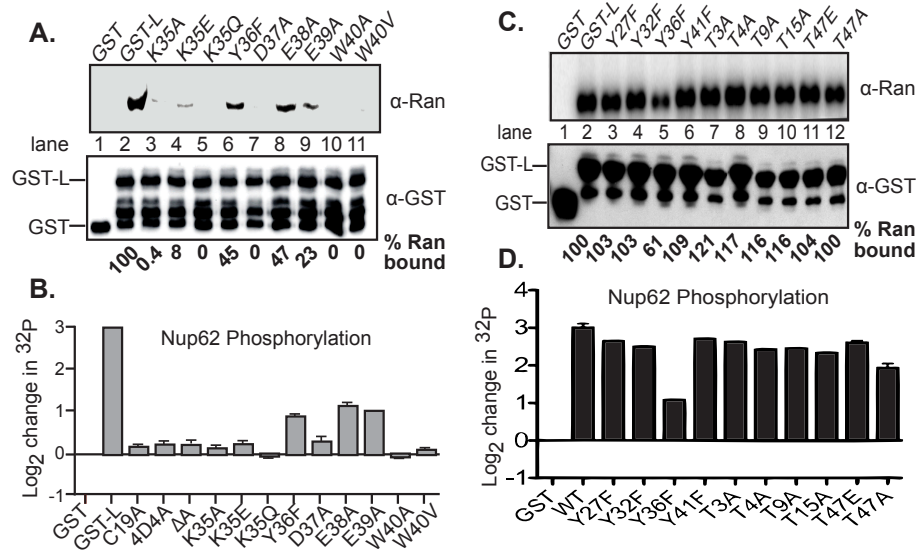 A.
GST GST-L K35A K35E K35Q Y36F D37A E38A E39A W40A W40V
α-Ran
lane 1 2 3 4 5 6 7 8 9 10 11
GST-L
α-GST
GST
100 0.4 8 0 45 0 47 23 0 0
% Ran bound
B.
Nup62 Phosphorylation
Log2 change in 32P
3
2
1
0
-1
GST GST-L C19A 4D4A ΔA K35A K35E K35Q Y36F D37A E38A E39A W40A W40V
C.
GST GST-L Y27F Y32F Y36F Y41F T3A T4A T9A T15A T47E T47A
α-Ran
lane 1 2 3 4 5 6 7 8 9 10 11 12
GST-L
α-GST
GST
100 103 103 61 109 121 117 116 116 104 100
% Ran bound
D.
Nup62 Phosphorylation
Log2 change in 32P
4
3
2
1
0
-1
GST WT Y27F Y32F Y36F Y41F T3A T4A T9A T15A T47E T47A